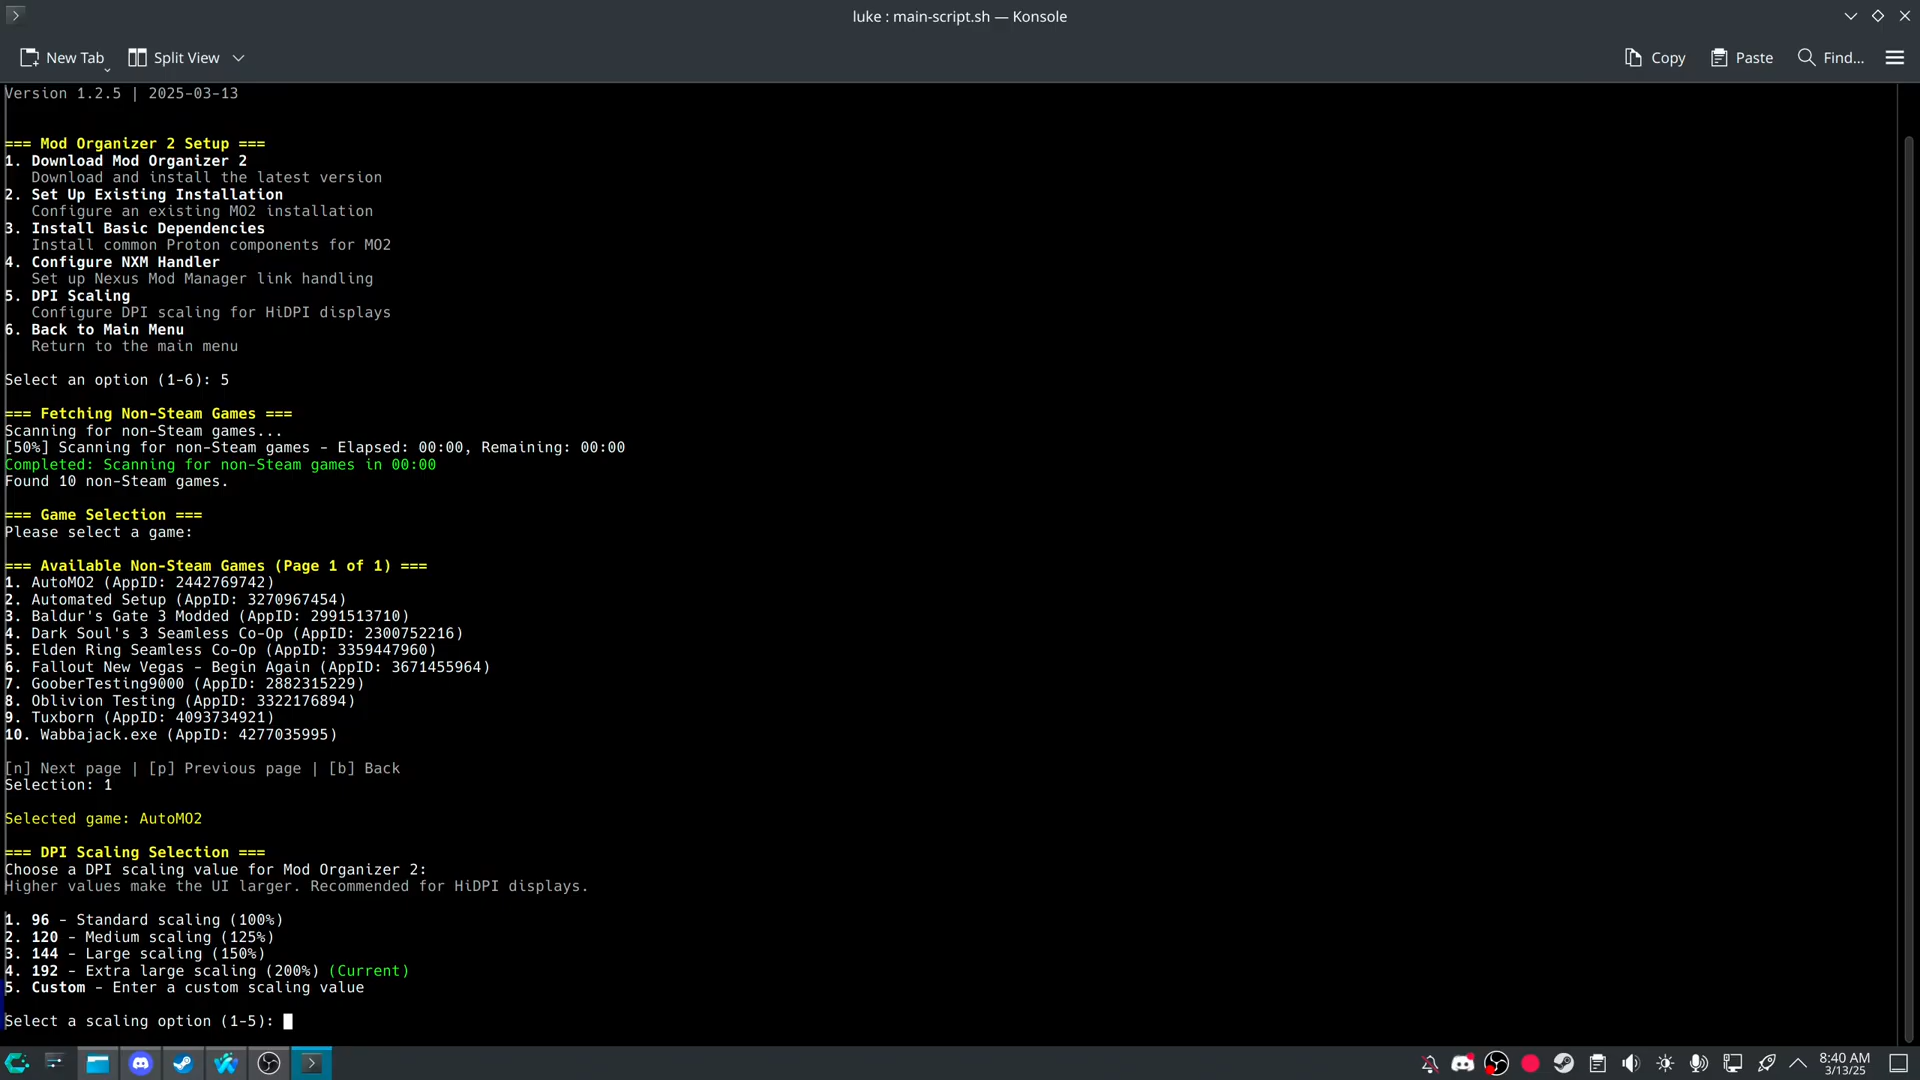 luke : main-script.sh — Konsole
New Tab
Split View
Copy
Paste
Find...
Version 1.2.5 | 2025-03-13
=== Mod Organizer 2 Setup ===
1. Download Mod Organizer 2
Download and install the latest version
2. Set Up Existing Installation
Configure an existing MO2 installation
3. Install Basic Dependencies
Install common Proton components for MO2
4. Configure NXM Handler
Set up Nexus Mod Manager link handling
5. DPI Scaling
Configure DPI scaling for HiDPI displays
6. Back to Main Menu
Return to the main menu
Select an option (1-6): 5
=== Fetching Non-Steam Games ===
Scanning for non-Steam games...
[50%] Scanning for non-Steam games - Elapsed: 00:00, Remaining: 00:00
Completed: Scanning for non-Steam games in 00:00
Found 10 non-Steam games.
=== Game Selection ===
Please select a game:
=== Available Non-Steam Games (Page 1 of 1) ===
1. AutoMO2 (AppID: 2442769742)
2. Automated Setup (AppID: 3270967454)
3. Baldur's Gate 3 Modded (AppID: 2991513710)
4. Dark Soul's 3 Seamless Co-Op (AppID: 2300752216)
5. Elden Ring Seamless Co-Op (AppID: 3359447960)
6. Fallout New Vegas - Begin Again (AppID: 3671455964)
7. GooberTesting9000 (AppID: 2882315229)
8. Oblivion Testing (AppID: 3322176894)
9. Tuxborn (AppID: 4093734921)
10. Wabbajack.exe (AppID: 4277035995)
[n] Next page | [p] Previous page | [b] Back
Selection: 1
Selected game: AutoMO2
=== DPI Scaling Selection ===
Choose a DPI scaling value for Mod Organizer 2:
Higher values make the UI larger. Recommended for HiDPI displays.
1. 96 - Standard scaling (100%)
2. 120 - Medium scaling (125%)
3. 144 - Large scaling (150%)
4. 192 - Extra large scaling (200%) (Current)
5. Custom - Enter a custom scaling value
Select a scaling option (1-5):
8:40 AM
3/13/25